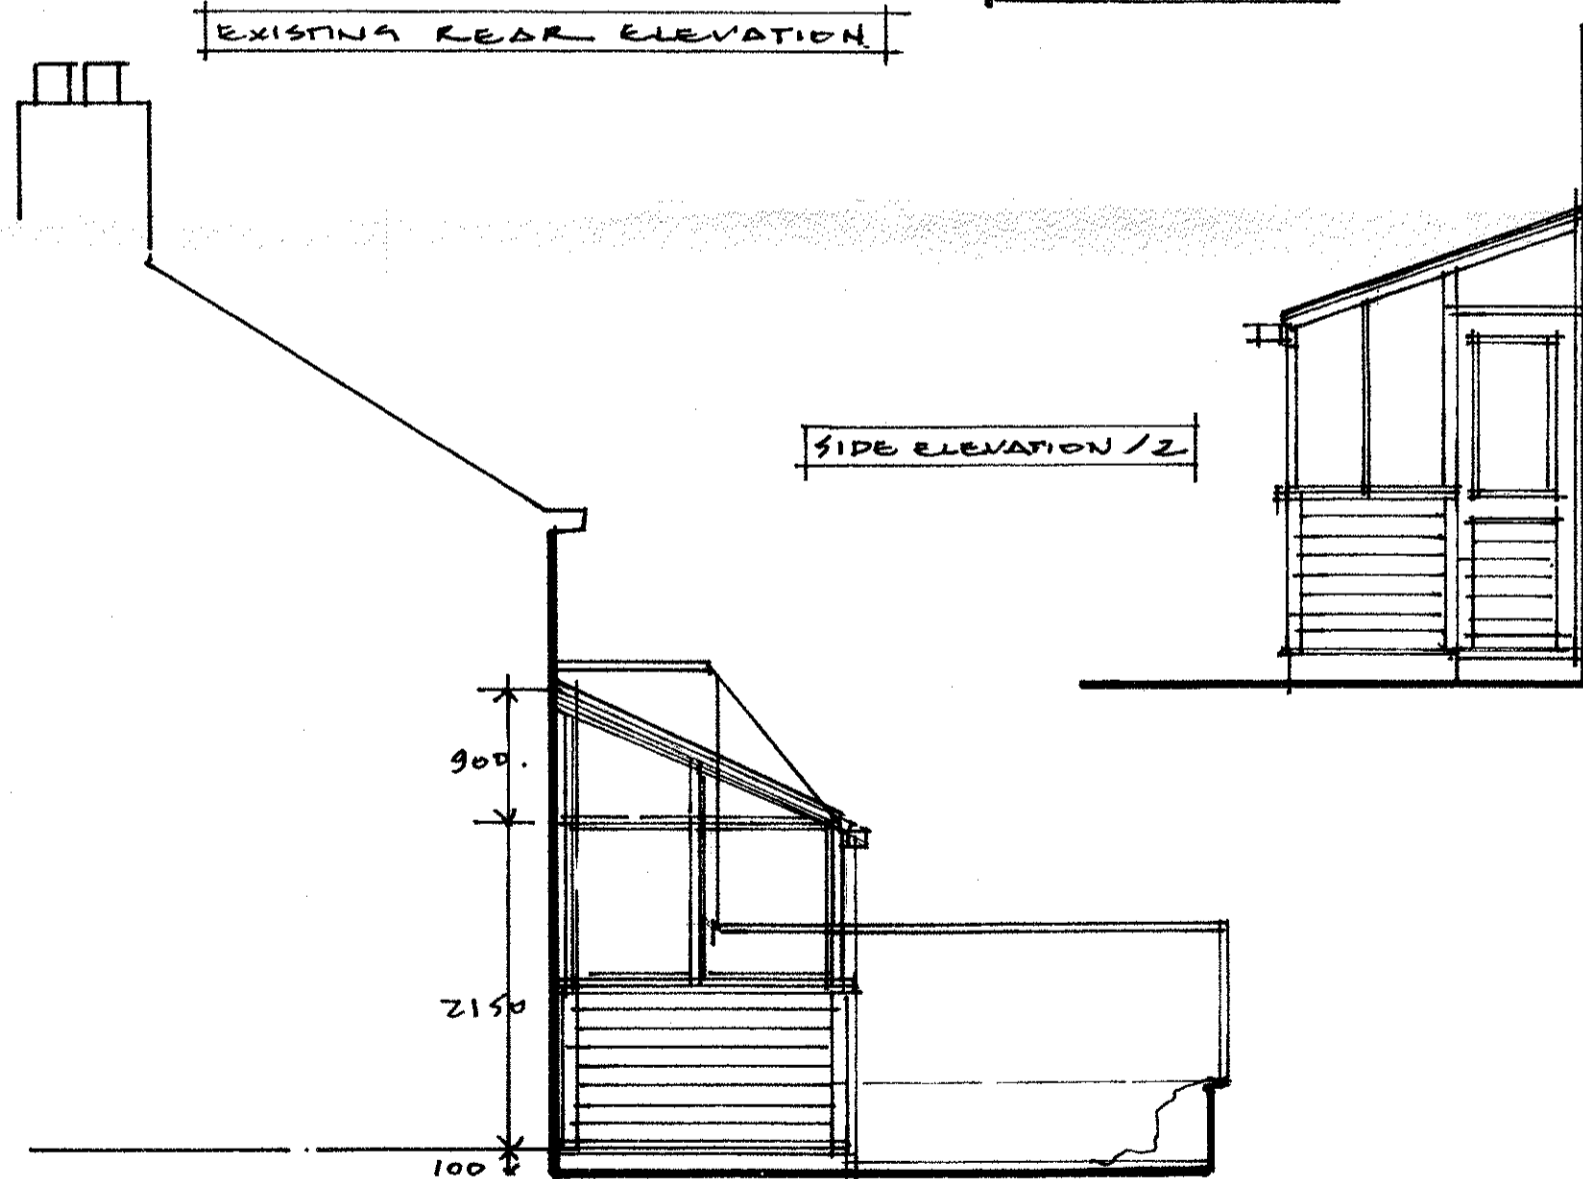 EXISTING REAR ELEVATION
SIDE ELEVATION /2
900.
2150
100